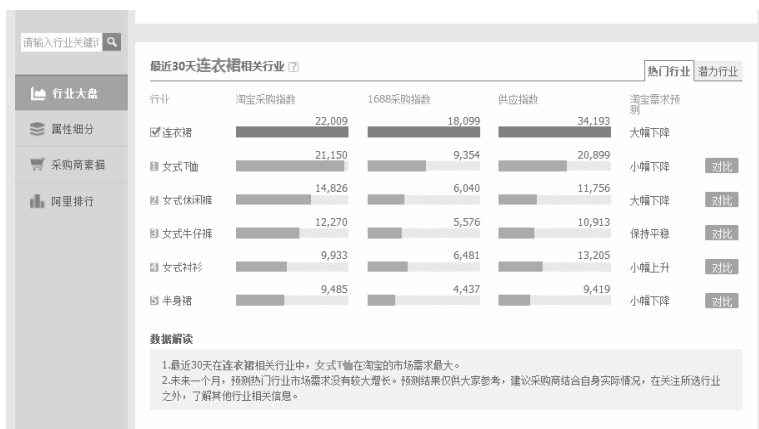 请输入行业关键词
行业大盘
属性细分
采购商素描
阿里排行
最近30天连衣裙相关行业 ?
热门行业 潜力行业
行业 淘宝采购指数 1688采购指数 供应指数 淘宝需求预
测
连衣裙 22,009 18,099 34,193 大幅下降
1 女式T恤 21,150 9,354 20,899 小幅下降 对比
2 女式休闲裤 14,826 6,040 11,756 大幅下降 对比
3 女式牛仔裤 12,270 5,576 10,913 保持平稳 对比
4 女式衬衫 9,933 6,481 13,205 小幅上升 对比
5 半身裙 9,485 4,437 9,419 小幅下降 对比
数据解读
1.最近30天在连衣裙相关行业中，女式T恤在淘宝的市场需求最大。
2.未来一个月，预测热门行业市场需求没有较大增长。预测结果仅供大家参考，建议采购商结合自身实际情况，在关注所选行业
之外，了解其他行业相关信息。